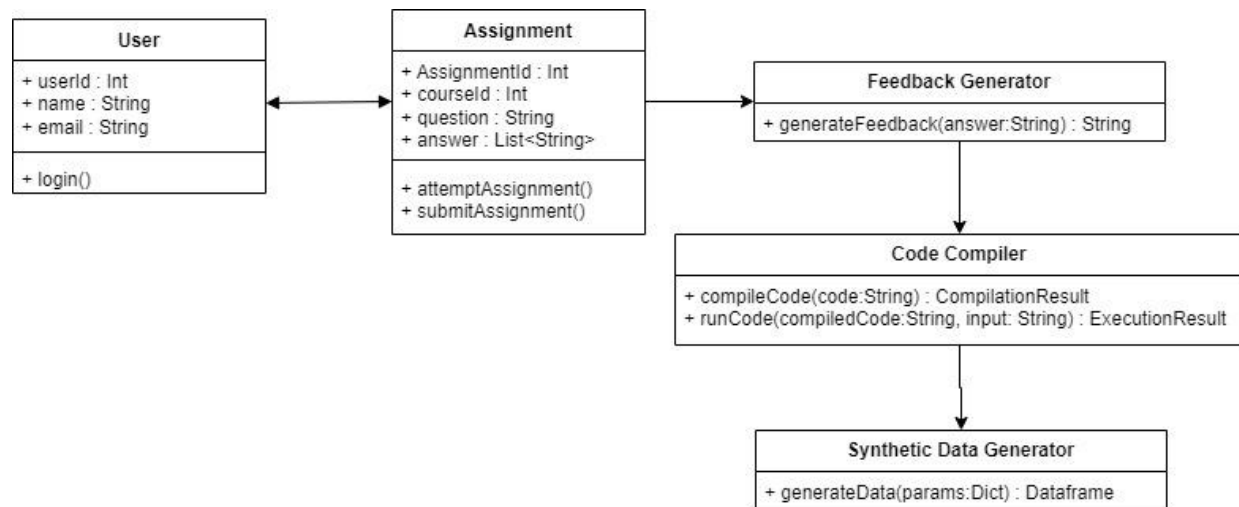 User
+ userId : Int
+ name : String
+ email : String
+ login()
Assignment
+ AssignmentId : Int
+ courseId : Int
+ question : String
+ answer : List<String>
+ attemptAssignment()
+ submitAssignment()
Feedback Generator
+ generateFeedback(answer:String) : String
Code Compiler
+ compileCode(code:String) : CompilationResult
+ runCode(compiledCode:String, input: String) : ExecutionResult
Synthetic Data Generator
+ generateData(params:Dict) : Dataframe